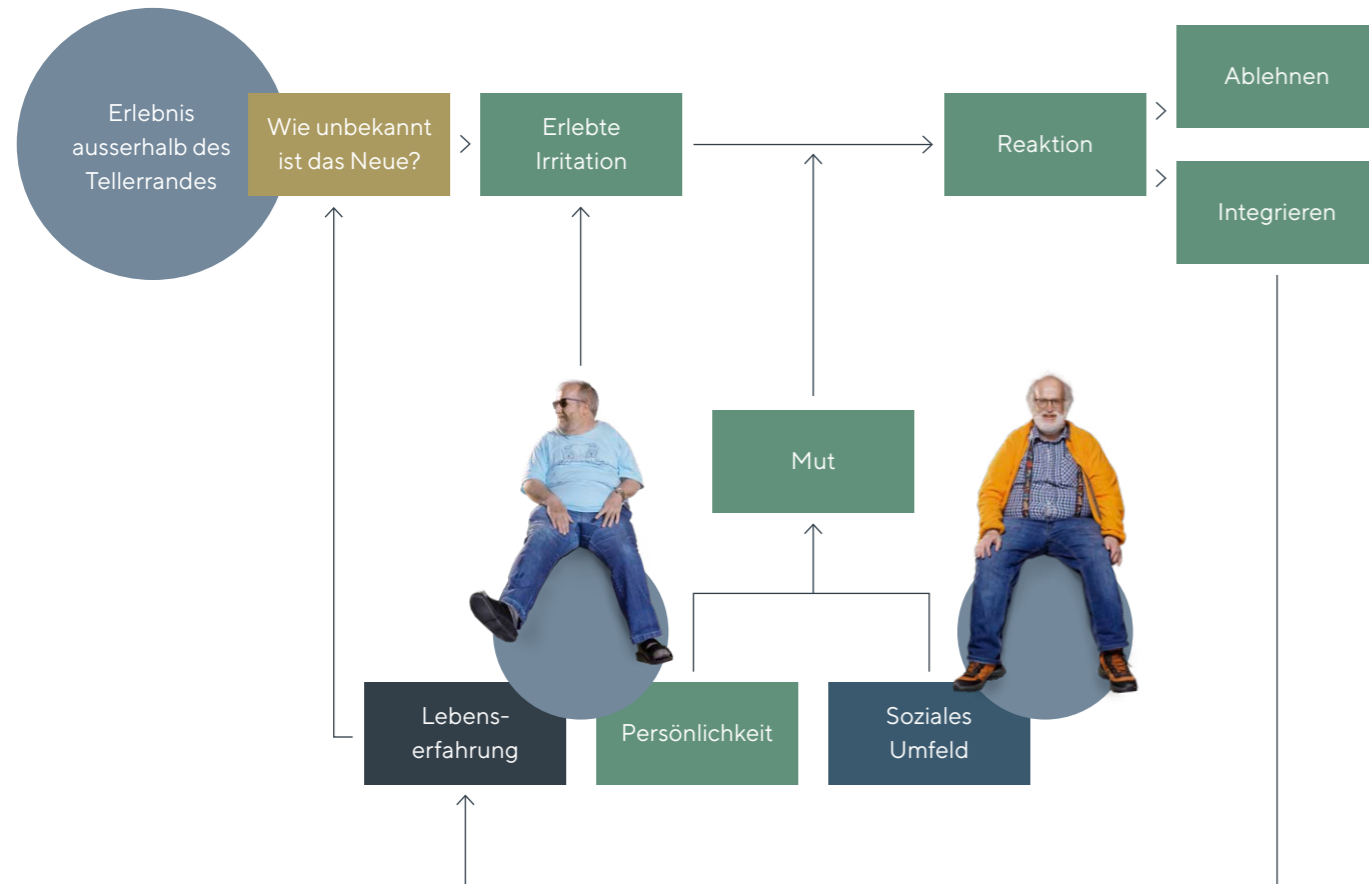 Erlebnis
ausserhalb des
Tellerrandes
Wie unbekannt
ist das Neue?
Erlebte
Irritation
Reaktion
Ablehnen
Integrieren
Mut
Lebens-
erfahrung
Persönlichkeit
Soziales
Umfeld